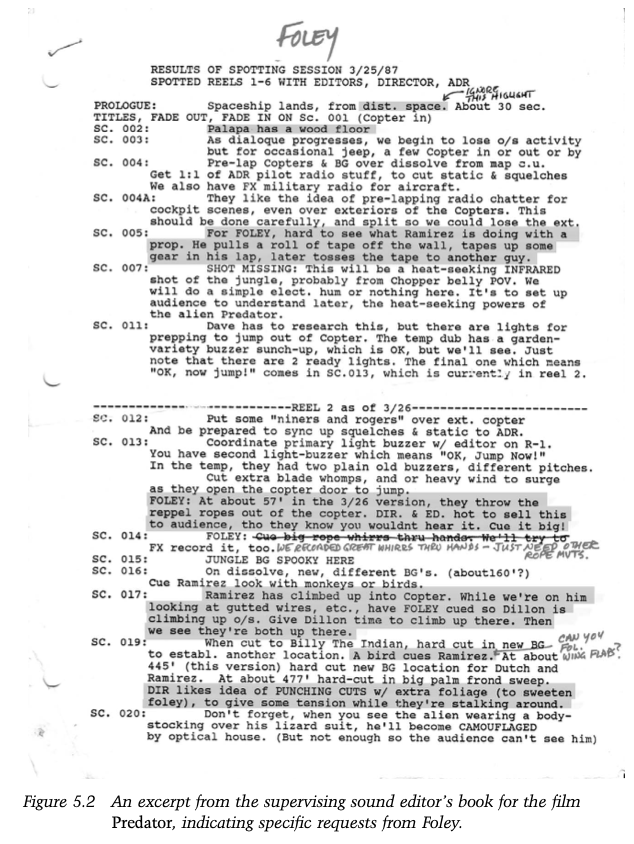 FOLEY
RESULTS OF SPOTTING SESSION 3/25/87
SPOTTED REELS 1-6 WITH EDITORS, DIRECTOR, ADR
IGNORE
THIS HIGHLIGHT
PROLOGUE: Spaceship lands, from dist. space. About 30 sec.
TITLES, FADE OUT, FADE IN ON Sc. 001 (Copter in)
SC. 002: Palapa has a wood floor
SC. 003: As dialogue progresses, we begin to lose o/s activity
but for occasional jeep, a few Copter in or out or by
SC. 004: Pre-lap Copters & BG over dissolve from map c.u.
Get 1:1 of ADR pilot radio stuff, to cut static & squelches
We also have FX military radio for aircraft.
SC. 004A: They like the idea of pre-lapping radio chatter for
cockpit scenes, even over exteriors of the Copters. This
should be done carefully, and split so we could lose the ext.
SC. 005: For FOLEY, hard to see what Ramirez is doing with a
prop. He pulls a roll of tape off the wall, tapes up some
gear in his lap, later tosses the tape to another guy.
SC. 007: SHOT MISSING: This will be a heat-seeking INFRARED
shot of the jungle, probably from Chopper belly POV. We
will do a simple elect. hum or nothing here. It's to set up
audience to understand later, the heat-seeking powers of
the alien Predator.
SC. 011: Dave has to research this, but there are lights for
prepping to jump out of Copter. The temp dub has a garden-
variety buzzer sunch-up, which is OK, but we'll see. Just
note that there are 2 ready lights. The final one which means
"OK, now jump!" comes in SC.013, which is currently in reel 2.
------------------------REEL 2 as of 3/26------------------------
SC. 012: Put some "niners and rogers" over ext. copter
And be prepared to sync up squelches & static to ADR.
SC. 013: Coordinate primary light buzzer w/ editor on R-1.
You have second light-buzzer which means "OK, Jump Now!"
In the temp, they had two plain old buzzers, different pitches.
Cut extra blade whomps, and or heavy wind to surge
as they open the copter door to jump.
FOLEY: At about 57' in the 3/26 version, they throw the
reppel ropes out of the copter. DIR. & ED. hot to sell this
to audience, tho they know you wouldnt hear it. Cue it big!
SC. 014: FOLEY: Cue big rope whirrs thru hands. We'll try to
FX record it, too. WE RECORDED GREAT WHIRRS THRU HANDS – JUST NEED OTHER
ROPE MVTS.
SC. 015: JUNGLE BG SPOOKY HERE
SC. 016: On dissolve, new, different BG's. (about160'?)
Cue Ramirez look with monkeys or birds.
SC. 017: Ramirez has climbed up into Copter. While we're on him
looking at gutted wires, etc., have FOLEY cued so Dillon is
climbing up o/s. Give Dillon time to climb up there. Then
we see they're both up there.
SC. 019: When cut to Billy The Indian, hard cut in new BG
to establ. another location. A bird cues Ramirez. At about
CAN YOU
FOL.
WING FLAPS?
445' (this version) hard cut new BG location for Dutch and
Ramirez. At about 477' hard-cut in big palm frond sweep.
DIR likes idea of PUNCHING CUTS w/ extra foliage (to sweeten
foley), to give some tension while they're stalking around.
SC. 020: Don't forget, when you see the alien wearing a body-
stocking over his lizard suit, he'll become CAMOUFLAGED
by optical house. (But not enough so the audience can't see him)
Figure 5.2 An excerpt from the supervising sound editor's book for the film
Predator, indicating specific requests from Foley.